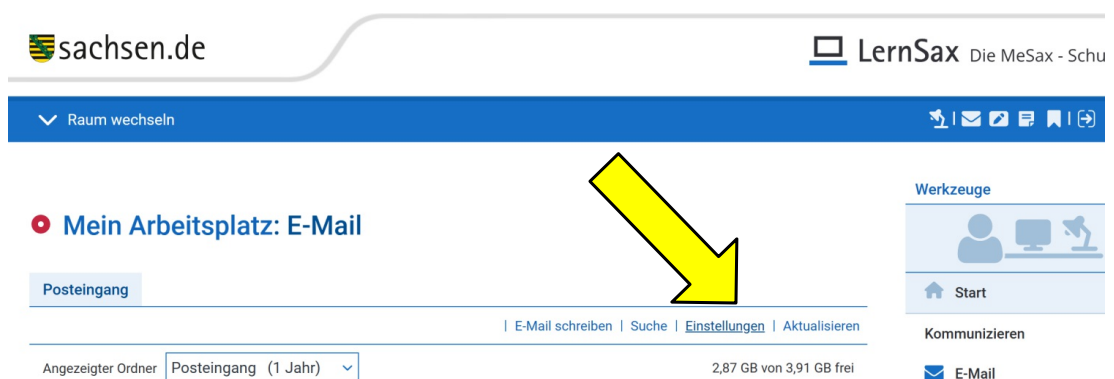 sachsen.de
LernSax Die MeSax - Schu
Raum wechseln
Werkzeuge
Mein Arbeitsplatz: E-Mail
Posteingang
Start
| E-Mail schreiben | Suche | Einstellungen | Aktualisieren
Kommunizieren
Angezeigter Ordner Posteingang (1 Jahr) 2,87 GB von 3,91 GB frei
E-Mail